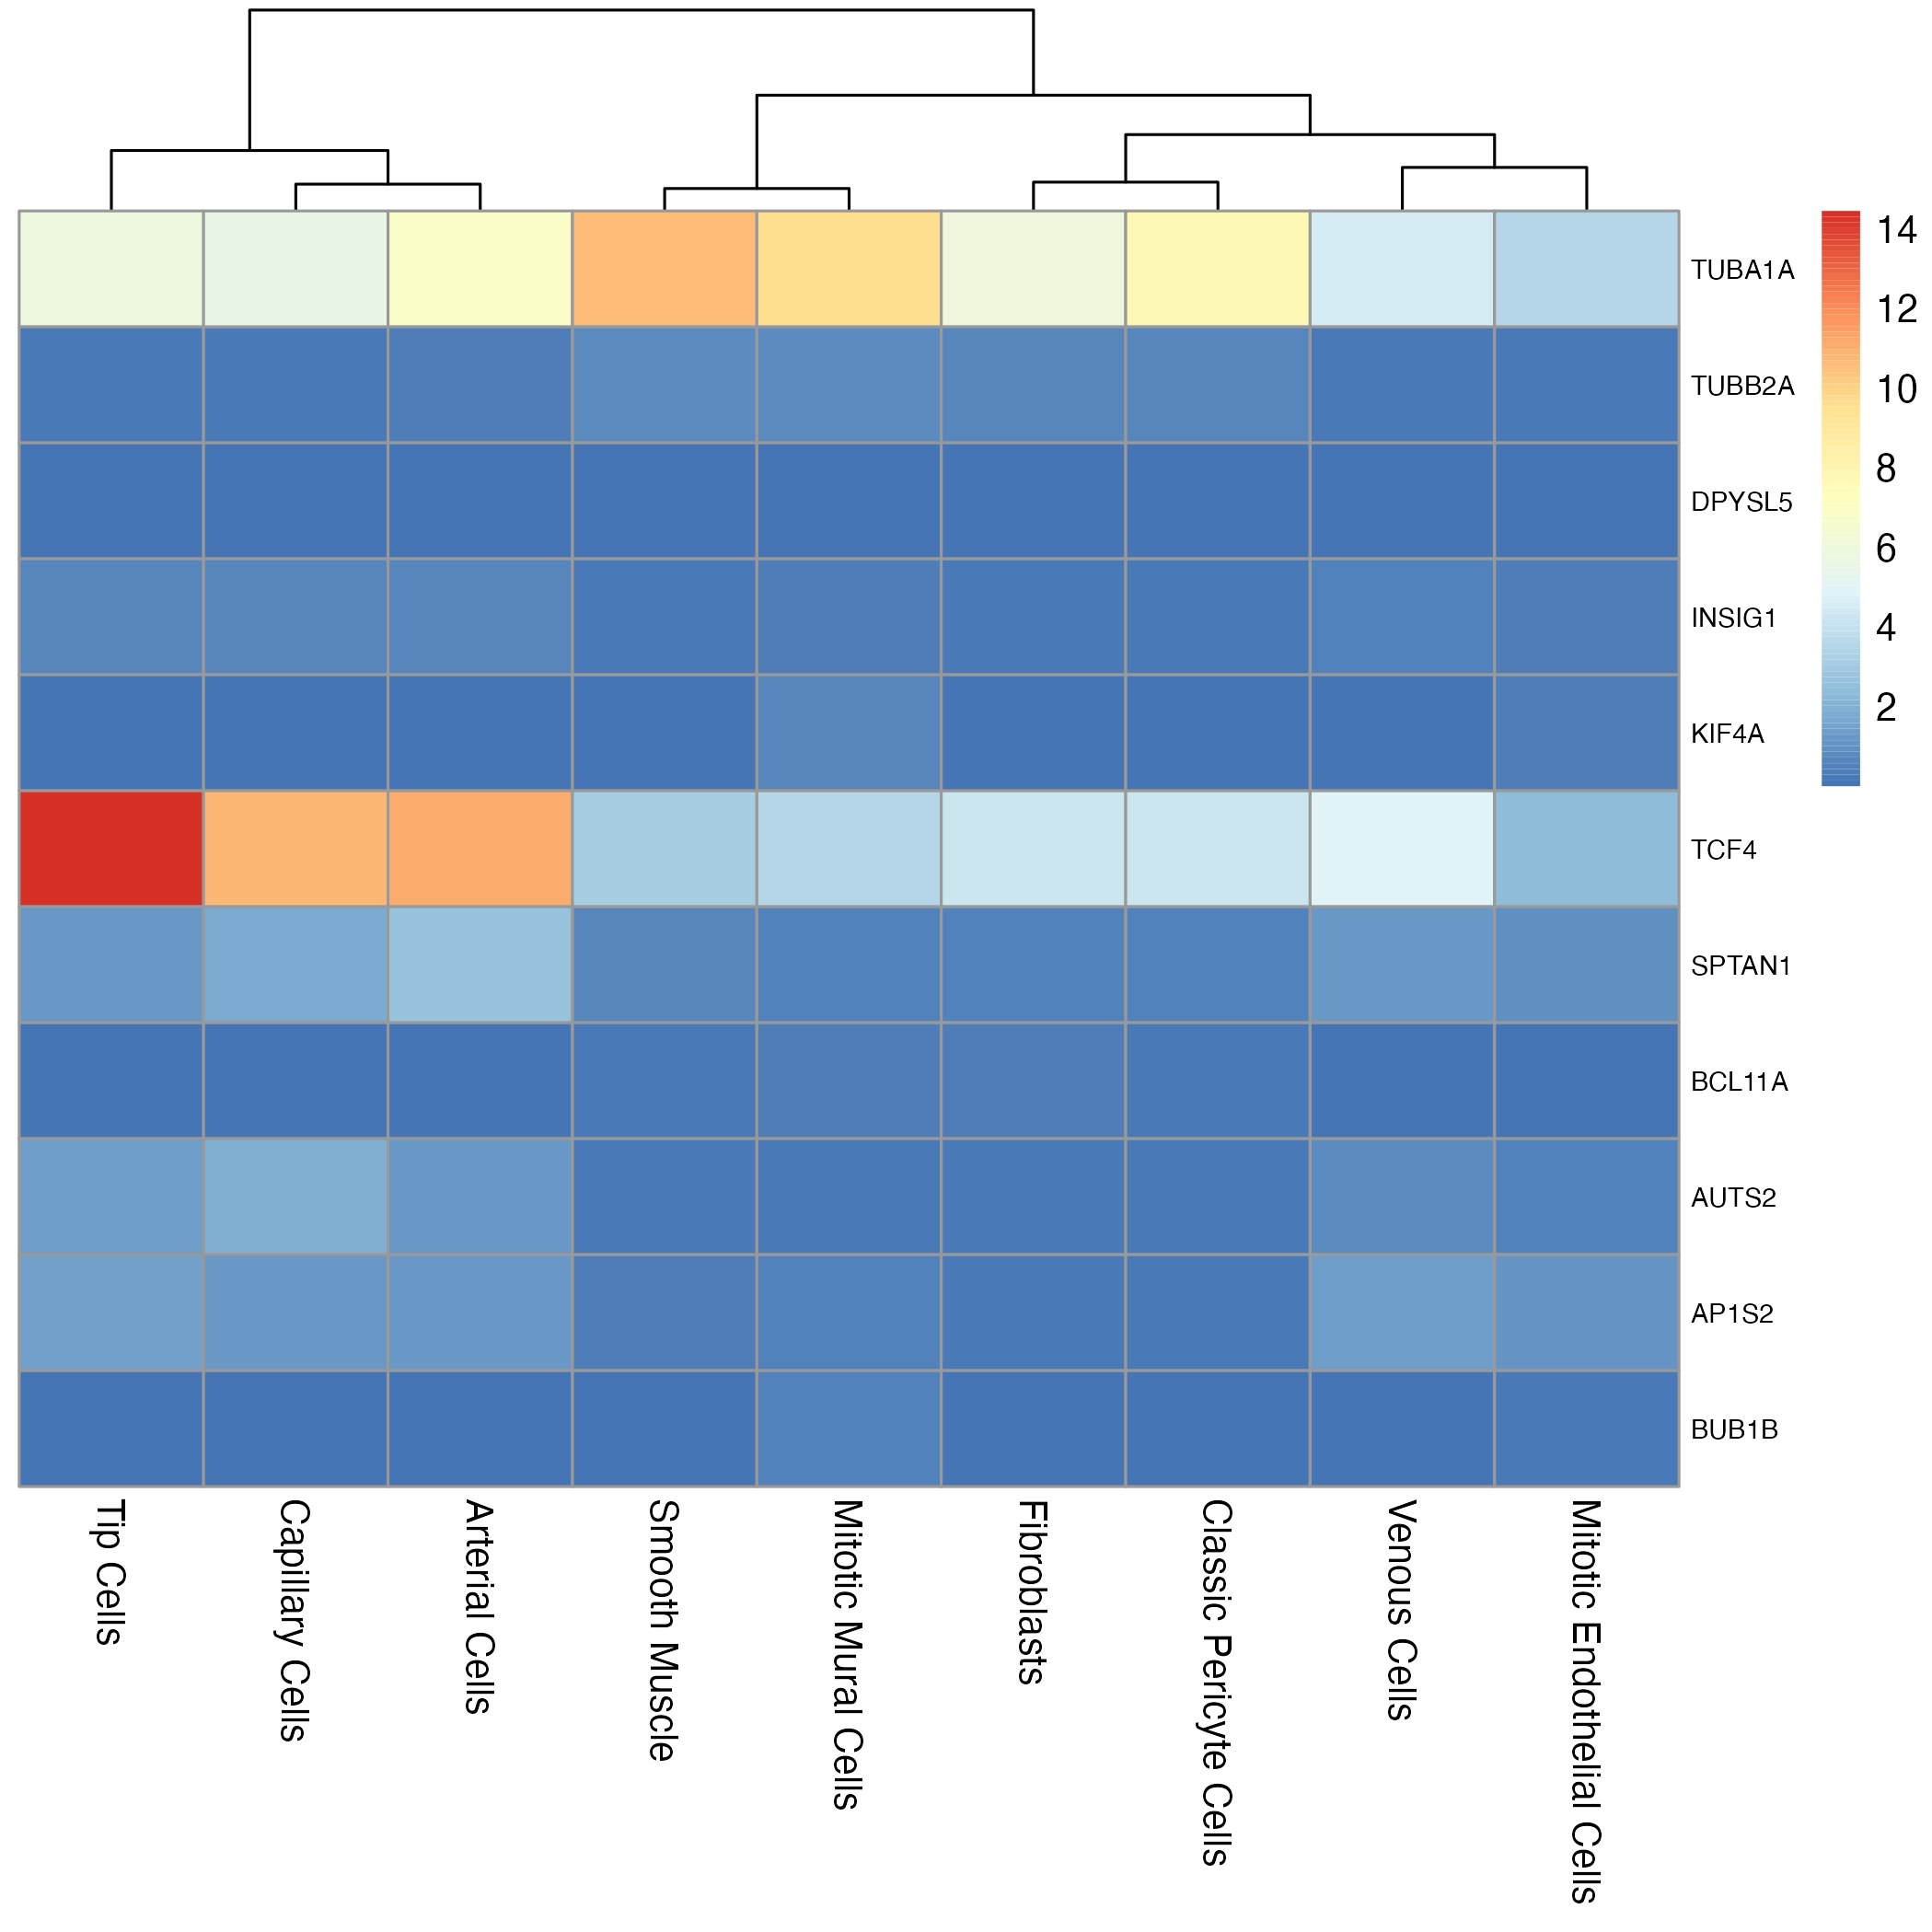 TUBA1A
TUBB2A
DPYSL5
INSIG1
KIF4A
TCF4
SPTAN1
BCL11A
AUTS2
AP1S2
BUB1B
14
12
10
8
6
4
2
Tip Cells
Capillary Cells
Arterial Cells
Smooth Muscle
Mitotic Mural Cells
Fibroblasts
Classic Pericyte Cells
Venous Cells
Mitotic Endothelial Cells